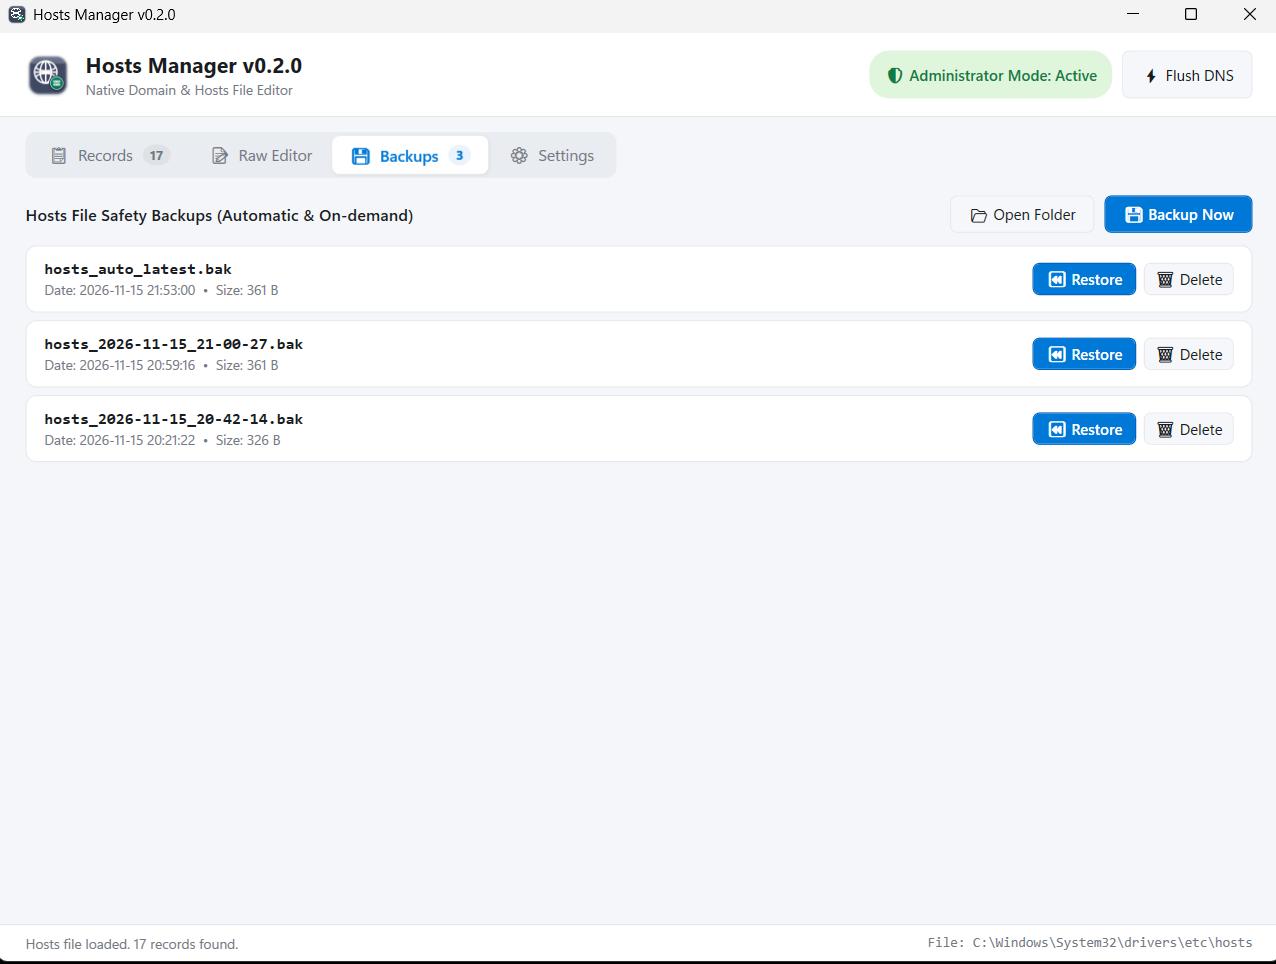 Hosts Manager v0.2.0
Hosts Manager v0.2.0
Native Domain & Hosts File Editor
Administrator Mode: Active
Flush DNS
Records 17
Raw Editor
Backups 3
Settings
Hosts File Safety Backups (Automatic & On-demand)
Open Folder
Backup Now
hosts_auto_latest.bak
Date: 2026-11-15 21:53:00 • Size: 361 B
Restore
Delete
hosts_2026-11-15_21-00-27.bak
Date: 2026-11-15 20:59:16 • Size: 361 B
Restore
Delete
hosts_2026-11-15_20-42-14.bak
Date: 2026-11-15 20:21:22 • Size: 326 B
Restore
Delete
Hosts file loaded. 17 records found.
File: C:\Windows\System32\drivers\etc\hosts